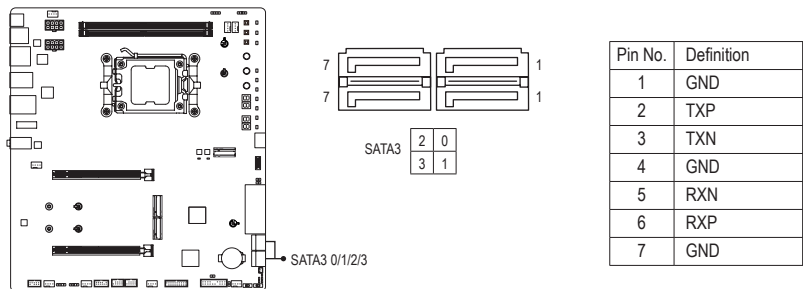 7 1
7 1
SATA3 2 0
3 1
SATA3 0/1/2/3
Pin No. Definition
1 GND
2 TXP
3 TXN
4 GND
5 RXN
6 RXP
7 GND